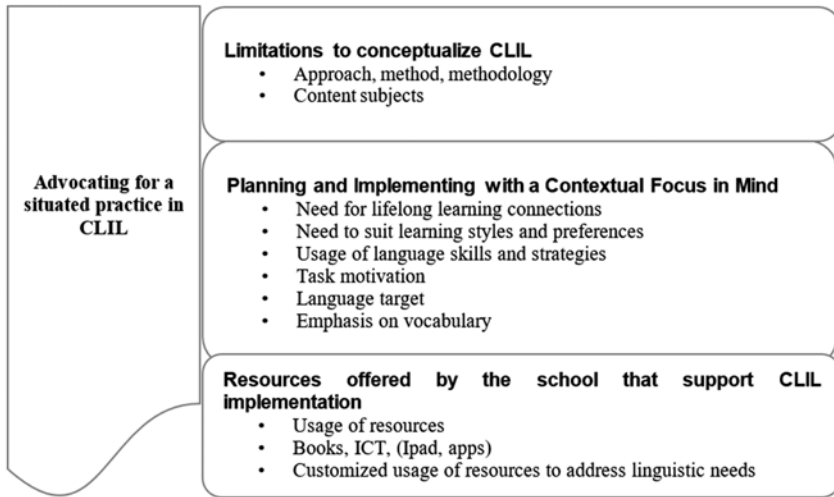 Advocating for a
situated practice in
CLIL
Limitations to conceptualize CLIL
• Approach, method, methodology
• Content subjects
Planning and Implementing with a Contextual Focus in Mind
• Need for lifelong learning connections
• Need to suit learning styles and preferences
• Usage of language skills and strategies
• Task motivation
• Language target
• Emphasis on vocabulary
Resources offered by the school that support CLIL
implementation
• Usage of resources
• Books, ICT, (Ipad, apps)
• Customized usage of resources to address linguistic needs